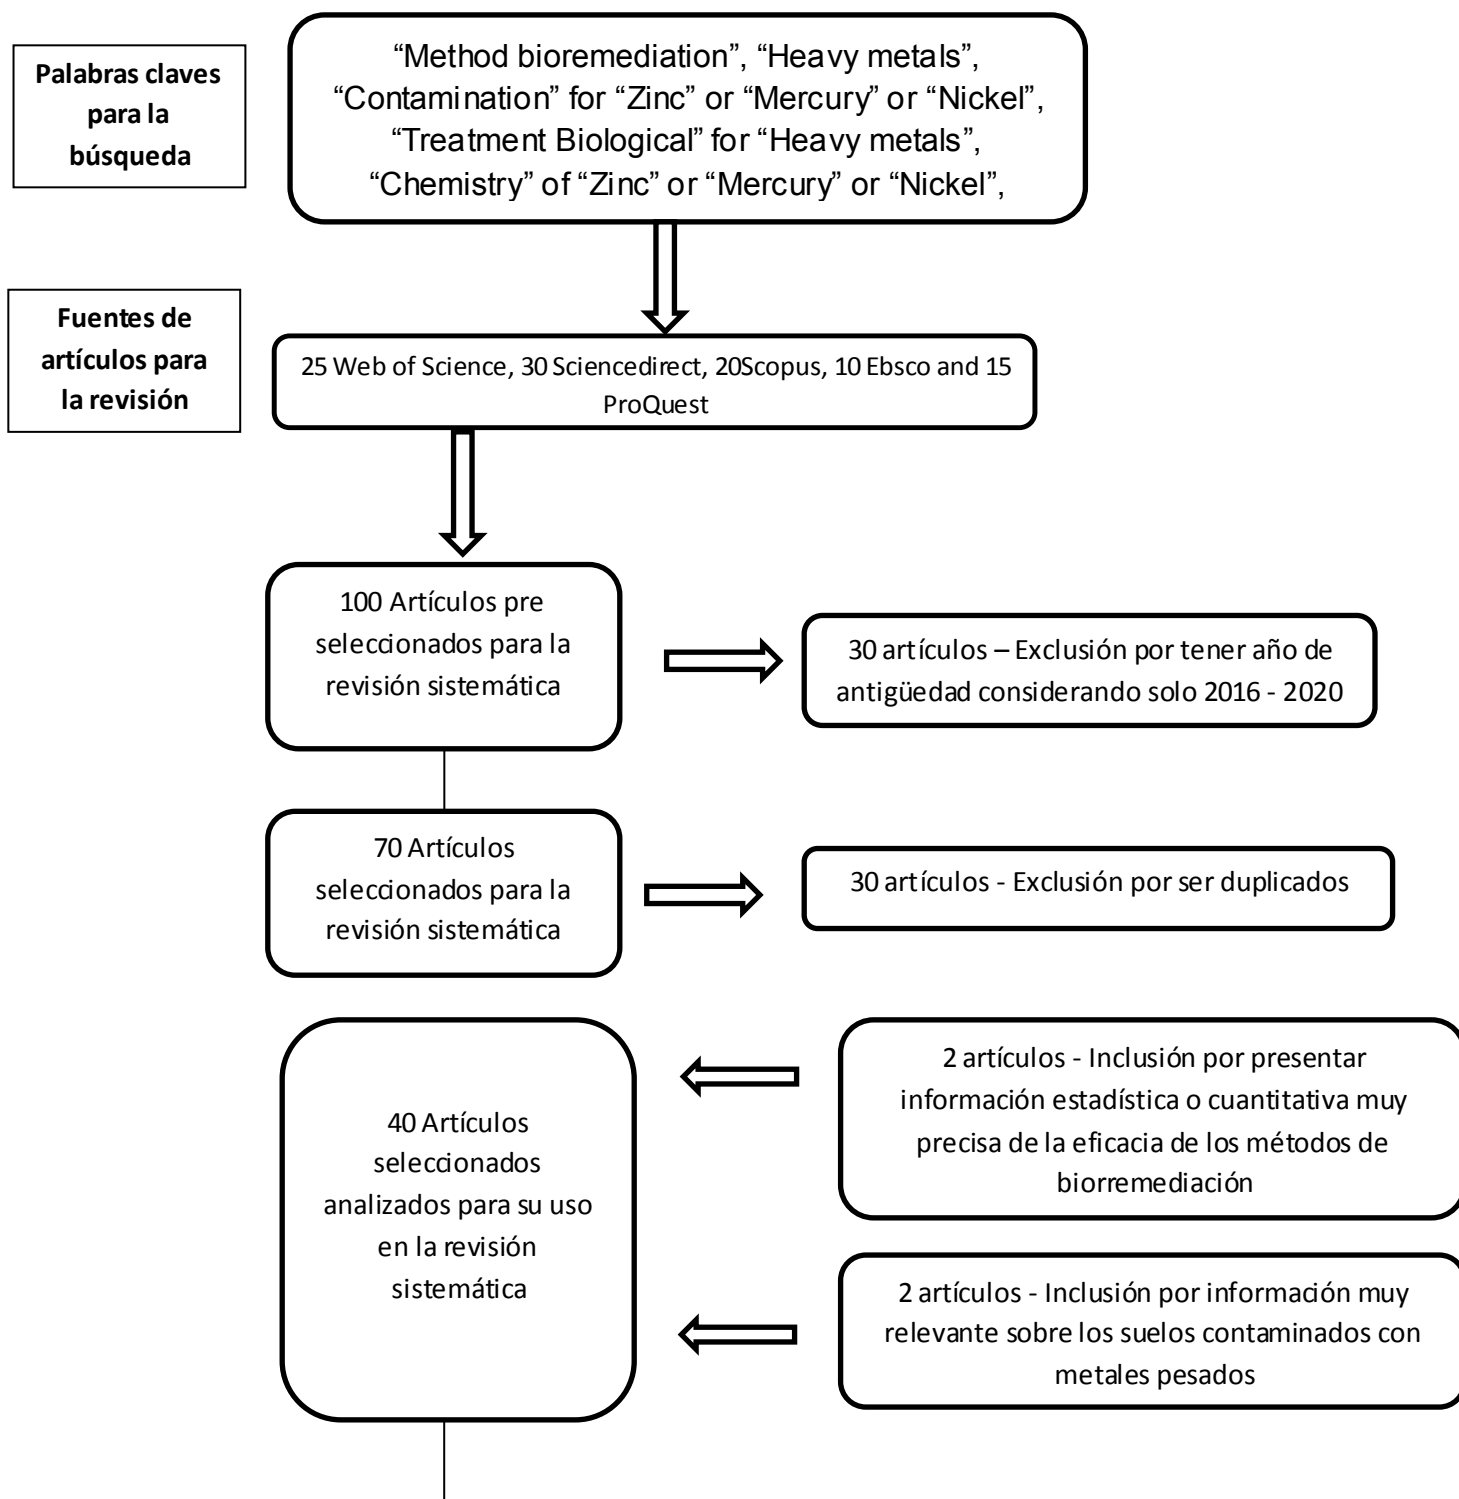 Palabras claves
para la
búsqueda
“Method bioremediation”, “Heavy metals”,
“Contamination” for “Zinc” or “Mercury” or “Nickel”,
“Treatment Biological” for “Heavy metals”,
“Chemistry” of “Zinc” or “Mercury” or “Nickel”,
Fuentes de
artículos para
la revisión
25 Web of Science, 30 Sciencedirect, 20Scopus, 10 Ebsco and 15
ProQuest
100 Artículos pre
seleccionados para la
revisión sistemática
30 artículos – Exclusión por tener año de
antigüedad considerando solo 2016 - 2020
70 Artículos
seleccionados para la
revisión sistemática
30 artículos - Exclusión por ser duplicados
40 Artículos
seleccionados
analizados para su uso
en la revisión
sistemática
2 artículos - Inclusión por presentar
información estadística o cuantitativa muy
precisa de la eficacia de los métodos de
biorremediación
2 artículos - Inclusión por información muy
relevante sobre los suelos contaminados con
metales pesados